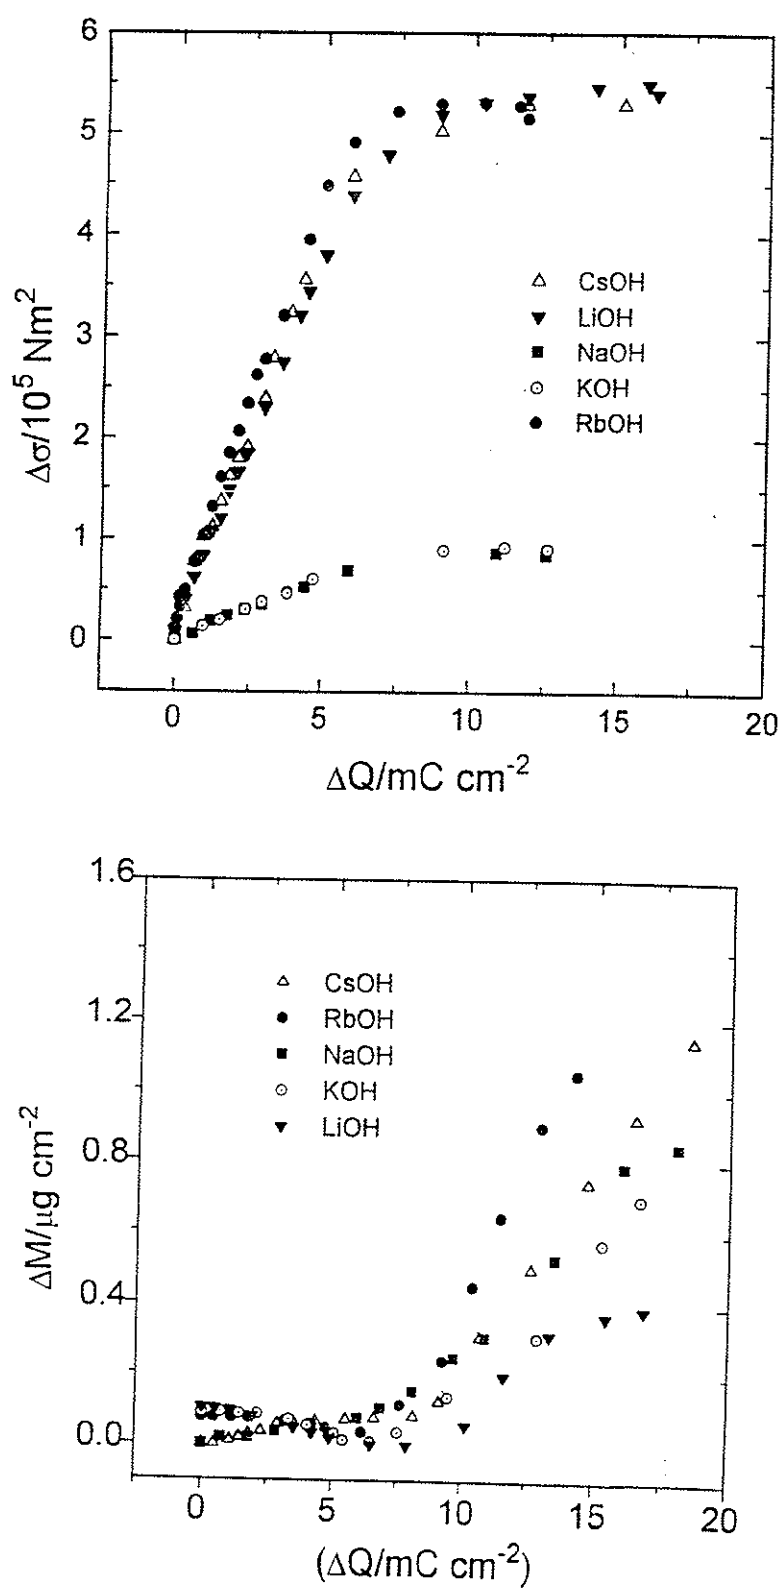 6
5
4
3
2
1
0
Δσ/10⁵ Nm²
△ CsOH
▼ LiOH
■ NaOH
⊙ KOH
● RbOH
0 5 10 15 20
ΔQ/mC cm⁻²
1.6
1.2
0.8
0.4
0.0
ΔM/μg cm⁻²
△ CsOH
● RbOH
■ NaOH
⊙ KOH
▼ LiOH
0 5 10 15 20
(ΔQ/mC cm⁻²)